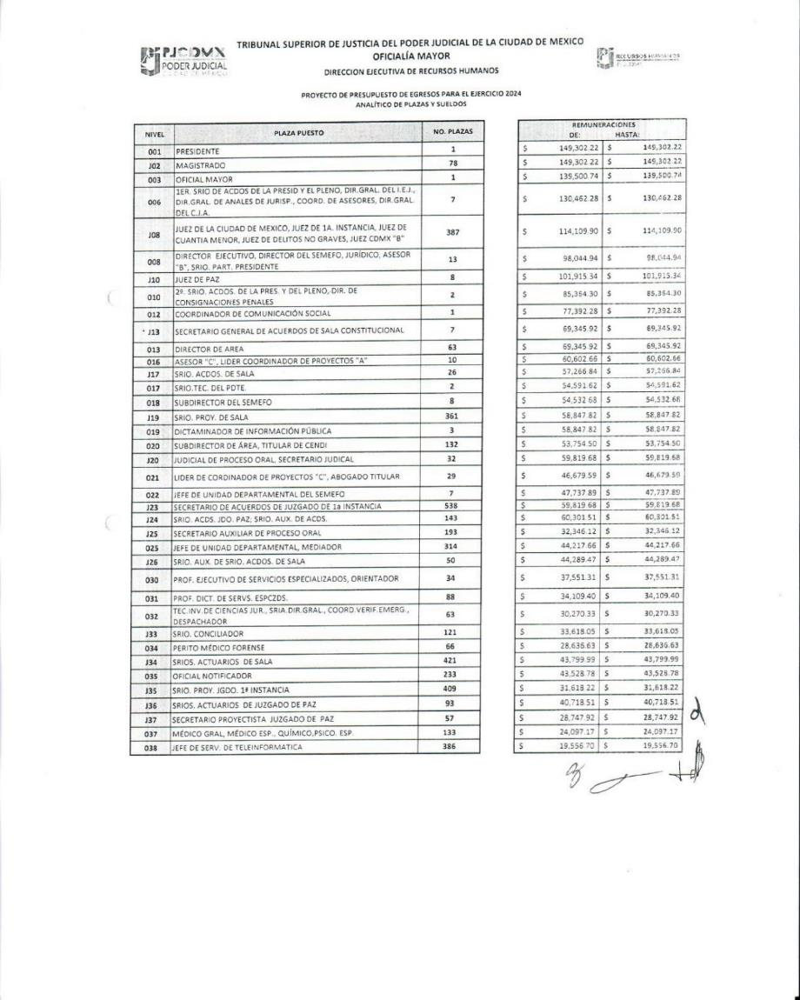 PJCDMX
PODER JUDICIAL
CIUDAD DE MÉXICO
TRIBUNAL SUPERIOR DE JUSTICIA DEL PODER JUDICIAL DE LA CIUDAD DE MEXICO
OFICIALÍA MAYOR
DIRECCION EJECUTIVA DE RECURSOS HUMANOS
RECURSOS HUMANOS
PROYECTO DE PRESUPUESTO DE EGRESOS PARA EL EJERCICIO 2024
ANALÍTICO DE PLAZAS Y SUELDOS
NIVEL PLAZA PUESTO NO. PLAZAS REMUNERACIONES
DE: HASTA:
001 PRESIDENTE 1 $ 149,302.22 $ 149,302.22
J02 MAGISTRADO 78 $ 149,302.22 $ 149,302.22
003 OFICIAL MAYOR 1 $ 139,500.74 $ 139,500.74
1ER. SRIO DE ACDOS DE LA PRESID Y EL PLENO, DIR.GRAL. DEL I.E.J.,
006 DIR.GRAL. DE ANALES DE JURISP., COORD. DE ASESORES, DIR.GRAL. 7 $ 130,462.28 $ 130,462.28
DEL C.J.A.
J08 JUEZ DE LA CIUDAD DE MEXICO, JUEZ DE 1A. INSTANCIA, JUEZ DE 387 $ 114,109.90 $ 114,109.90
CUANTIA MENOR, JUEZ DE DELITOS NO GRAVES, JUEZ CDMX "B"
008 DIRECTOR EJECUTIVO, DIRECTOR DEL SEMEFO, JURÍDICO, ASESOR 13 $ 98,044.94 $ 98,044.94
"B", SRIO. PART. PRESIDENTE
J10 JUEZ DE PAZ 8 $ 101,915.34 $ 101,915.34
010 2º. SRIO. ACDOS. DE LA PRES. Y DEL PLENO, DIR. DE 2 $ 85,364.30 $ 85,364.30
CONSIGNACIONES PENALES
012 COORDINADOR DE COMUNICACIÓN SOCIAL 1 $ 77,392.28 $ 77,392.28
J13 SECRETARIO GENERAL DE ACUERDOS DE SALA CONSTITUCIONAL 7 $ 69,345.92 $ 69,345.92
013 DIRECTOR DE AREA 63 $ 69,345.92 $ 69,345.92
016 ASESOR "C", LIDER COORDINADOR DE PROYECTOS "A" 10 $ 60,602.66 $ 60,602.66
J17 SRIO. ACDOS. DE SALA 26 $ 57,266.84 $ 57,266.84
017 SRIO.TEC. DEL PDTE. 2 $ 54,591.62 $ 54,591.62
018 SUBDIRECTOR DEL SEMEFO 8 $ 54,532.68 $ 54,532.68
J19 SRIO. PROY. DE SALA 361 $ 58,847.82 $ 58,847.82
019 DICTAMINADOR DE INFORMACIÓN PÚBLICA 3 $ 58,847.82 $ 58,847.82
020 SUBDIRECTOR DE ÁREA, TITULAR DE CENDI 132 $ 53,754.50 $ 53,754.50
J20 JUDICIAL DE PROCESO ORAL, SECRETARIO JUDICAL 32 $ 59,819.68 $ 59,819.68
021 LIDER DE CORDINADOR DE PROYECTOS "C", ABOGADO TITULAR 29 $ 46,679.59 $ 46,679.59
022 JEFE DE UNIDAD DEPARTAMENTAL DEL SEMEFO 7 $ 47,737.89 $ 47,737.89
J23 SECRETARIO DE ACUERDOS DE JUZGADO DE 1a INSTANCIA 538 $ 59,819.68 $ 59,819.68
J24 SRIO. ACDS. JDO. PAZ; SRIO. AUX. DE ACDS. 143 $ 60,301.51 $ 60,301.51
J25 SECRETARIO AUXILIAR DE PROCESO ORAL 193 $ 32,346.12 $ 32,346.12
025 JEFE DE UNIDAD DEPARTAMENTAL, MEDIADOR 314 $ 44,217.66 $ 44,217.66
J26 SRIO. AUX. DE SRIO. ACDOS. DE SALA 50 $ 44,289.47 $ 44,289.47
030 PROF. EJECUTIVO DE SERVICIOS ESPECIALIZADOS, ORIENTADOR 34 $ 37,551.31 $ 37,551.31
031 PROF. DICT. DE SERVS. ESPCZDS. 88 $ 34,109.40 $ 34,109.40
032 TEC.INV.DE CIENCIAS JUR., SRIA.DIR.GRAL., COORD.VERIF.EMERG., 63 $ 30,270.33 $ 30,270.33
DESPACHADOR
J33 SRIO. CONCILIADOR 121 $ 33,618.05 $ 33,618.05
034 PERITO MÉDICO FORENSE 66 $ 28,636.63 $ 28,636.63
J34 SRIOS. ACTUARIOS DE SALA 421 $ 43,799.99 $ 43,799.99
035 OFICIAL NOTIFICADOR 233 $ 43,528.78 $ 43,528.78
J35 SRIO. PROY. JGDO. 1ª INSTANCIA 409 $ 31,618.22 $ 31,618.22
J36 SRIOS. ACTUARIOS DE JUZGADO DE PAZ 93 $ 40,718.51 $ 40,718.51
J37 SECRETARIO PROYECTISTA JUZGADO DE PAZ 57 $ 28,747.92 $ 28,747.92
037 MÉDICO GRAL, MÉDICO ESP., QUÍMICO,PSICO. ESP. 133 $ 24,097.17 $ 24,097.17
038 JEFE DE SERV. DE TELEINFORMATICA 386 $ 19,556.70 $ 19,556.70